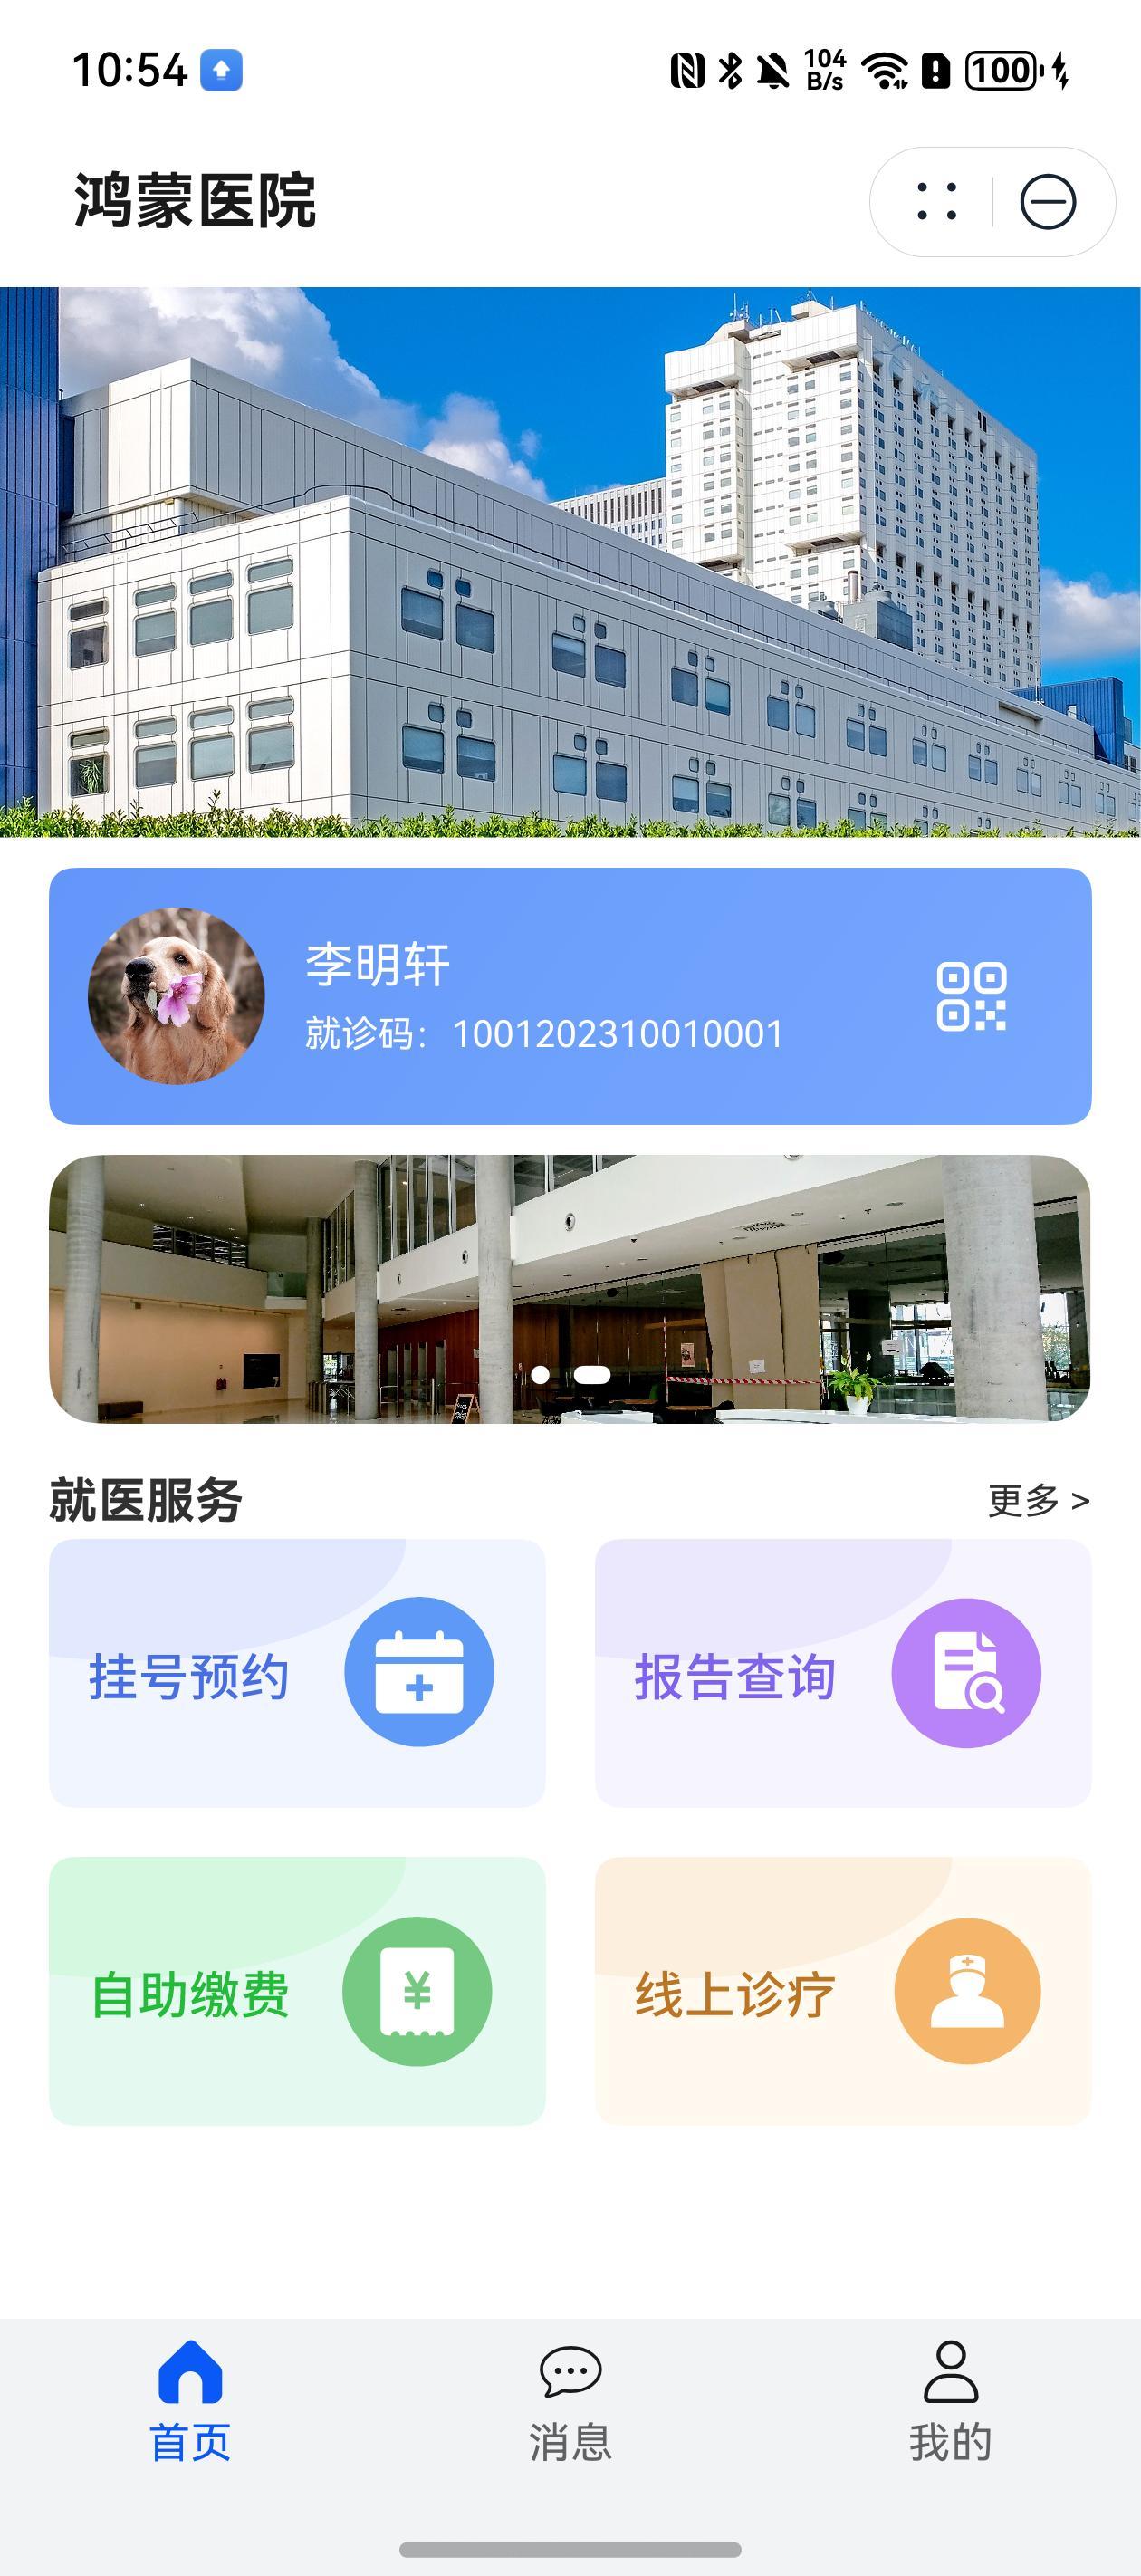 10:54
104
B/s
100
鸿蒙医院
李明轩
就诊码：1001202310010001
就医服务
更多 >
挂号预约
报告查询
自助缴费
线上诊疗
首页
消息
我的